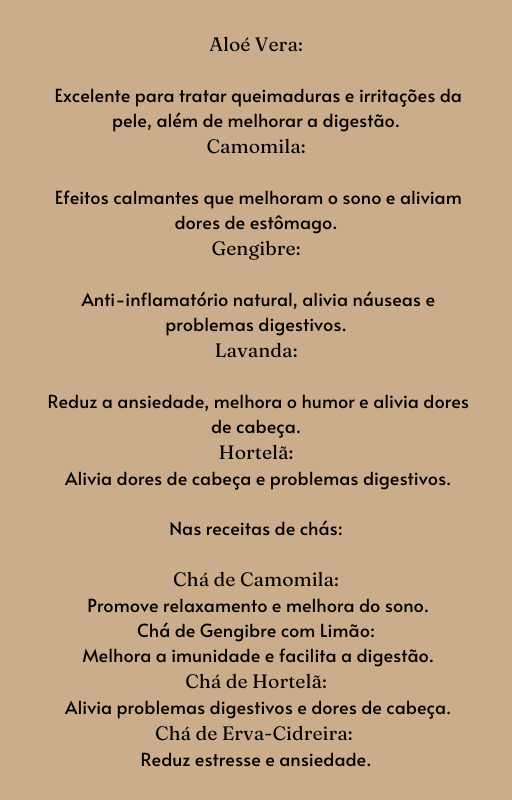 Aloé Vera:
Excelente para tratar queimaduras e irritações da
pele, além de melhorar a digestão.
Camomila:
Efeitos calmantes que melhoram o sono e aliviam
dores de estômago.
Gengibre:
Anti-inflamatório natural, alivia náuseas e
problemas digestivos.
Lavanda:
Reduz a ansiedade, melhora o humor e alivia dores
de cabeça.
Hortelã:
Alivia dores de cabeça e problemas digestivos.
Nas receitas de chás:
Chá de Camomila:
Promove relaxamento e melhora do sono.
Chá de Gengibre com Limão:
Melhora a imunidade e facilita a digestão.
Chá de Hortelã:
Alivia problemas digestivos e dores de cabeça.
Chá de Erva-Cidreira:
Reduz estresse e ansiedade.